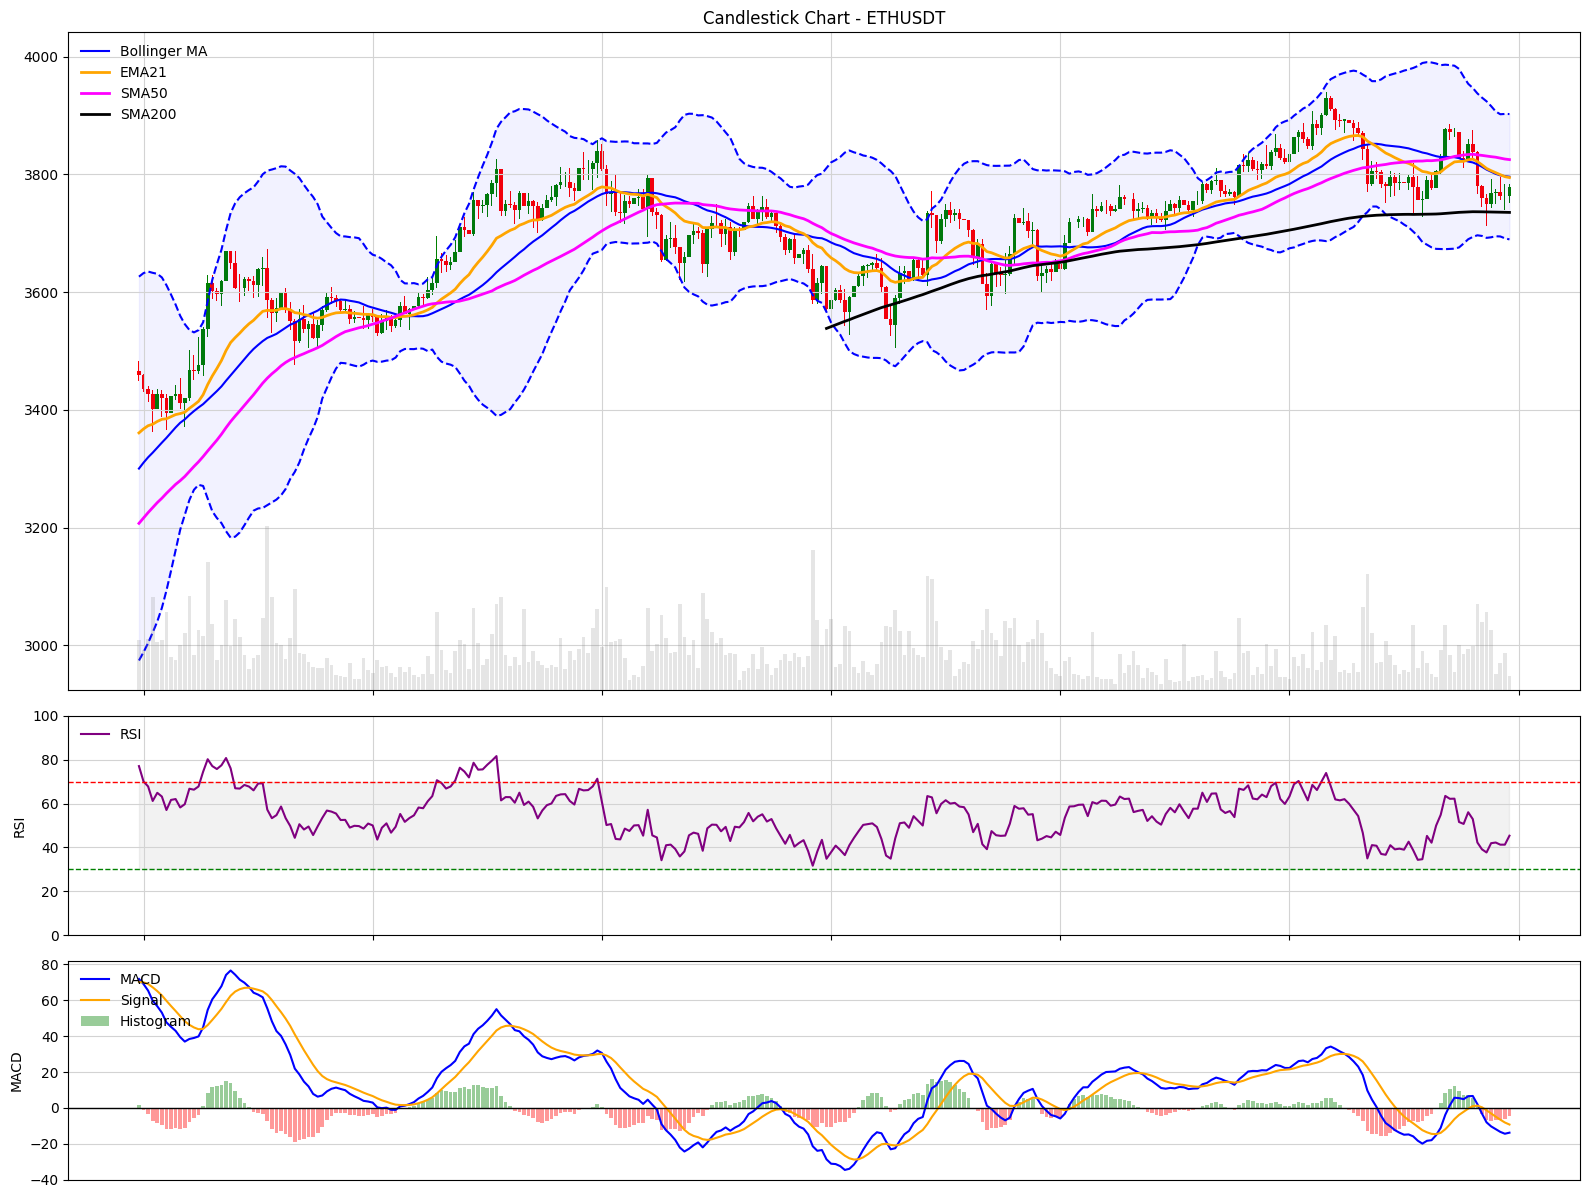 Candlestick Chart - ETHUSDT
Bollinger MA
EMA21
SMA50
SMA200
4000
3800
3600
3400
3200
3000
RSI
100
80
60
40
20
0
RSI
MACD
Signal
Histogram
80
60
40
20
0
−20
−40
MACD